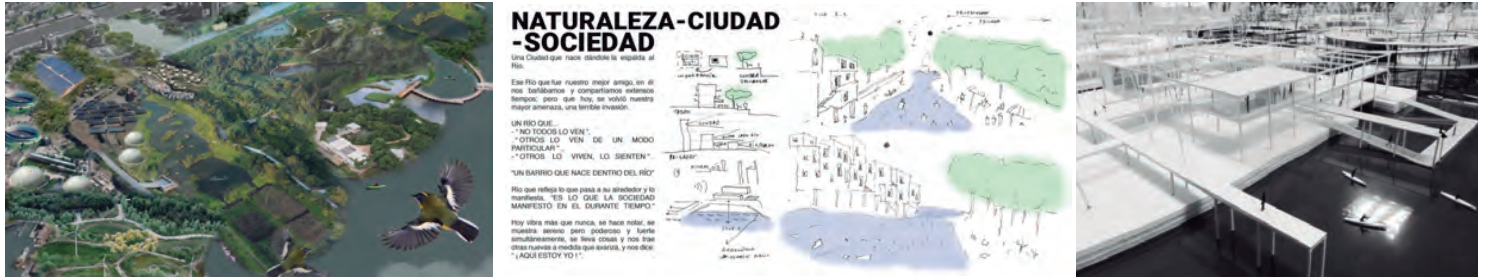 NATURALEZA-CIUDAD
-SOCIEDAD
Una Ciudad que nace dándole la espalda al
Río.
Ese Río que fue nuestro mejor amigo, en él
nos bañábamos y compartíamos extensos
tiempos; pero que hoy, se volvió nuestra
mayor amenaza, una terrible invasión.
UN RÍO QUE...
- " NO TODOS LO VEN ",
- " OTROS LO VEN DE UN MODO
PARTICULAR "...
- " OTROS LO VIVEN, LO SIENTEN "...
"UN BARRIO QUE NACE DENTRO DEL RÍO"
Río que refleja lo que pasa a su alrededor y lo
manifiesta, "ES LO QUE LA SOCIEDAD
MANIFESTÓ EN EL DURANTE TIEMPO."
Hoy vibra más que nunca, se hace notar, se
muestra sereno pero poderoso y fuerte
simultáneamente, se lleva cosas y nos trae
otras nuevas a medida que avanza, y nos dice:
" ¡ AQUÍ ESTOY YO ! ".
CIUDAD